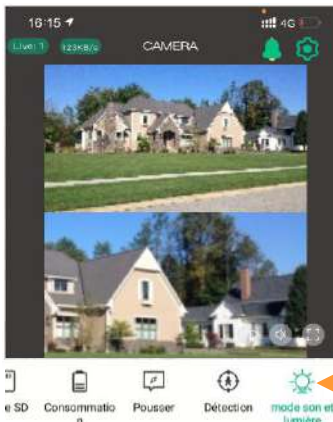 16:15
4G
Live: 1 123KB/s CAMERA
e SD Consommatio
n Pousser Détection mode son et
lumière